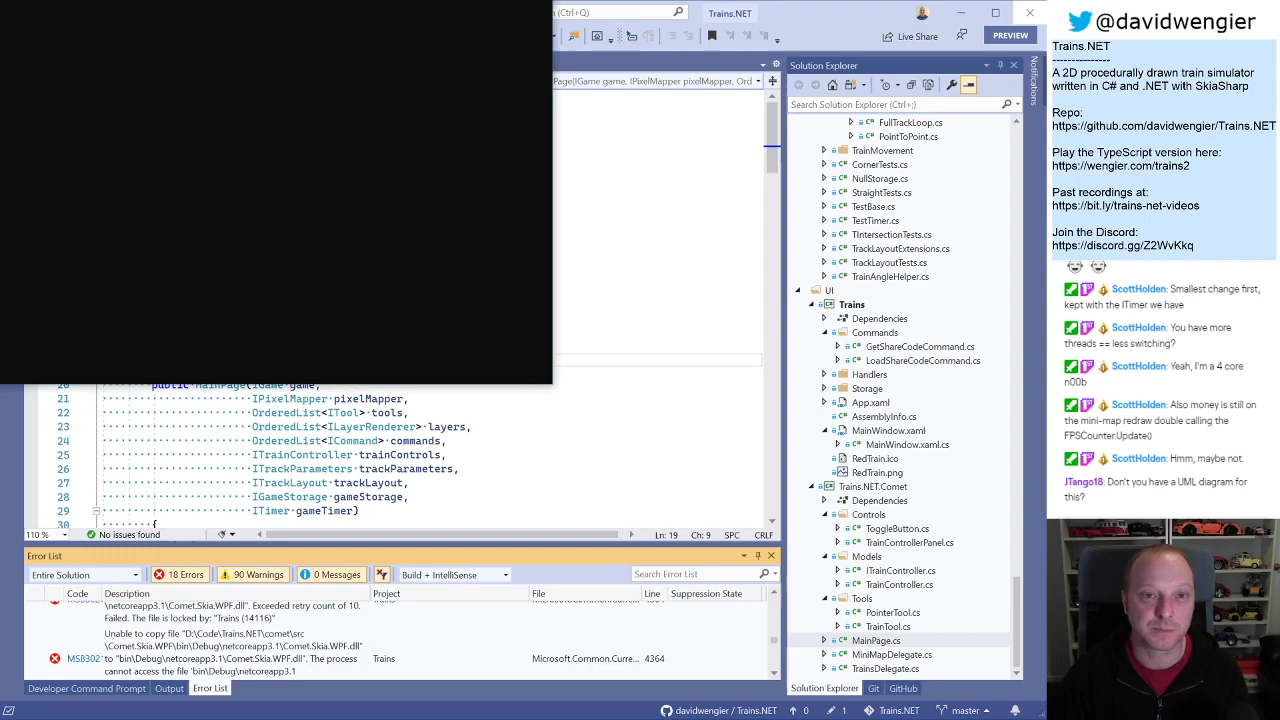 (Ctrl+Q)
Trains.NET
Live Share
PREVIEW
Page(IGame game, IPixelMapper pixelMapper, Ord
20 public MainPage(IGame game,
21 IPixelMapper pixelMapper,
22 OrderedList<ITool> tools,
23 OrderedList<ILayerRenderer> layers,
24 OrderedList<ICommand> commands,
25 ITrainController trainControls,
26 ITrackParameters trackParameters,
27 ITrackLayout trackLayout,
28 IGameStorage gameStorage,
29 ITimer gameTimer)
30 {
110 % No issues found Ln: 19 Ch: 9 SPC CRLF
Error List
Entire Solution 18 Errors 90 Warnings 0 Messages Build + IntelliSense Search Error List
Code Description Project File Line Suppression State
\netcoreapp3.1\Comet.Skia.WPF.dll". Exceeded retry count of 10.
Failed. The file is locked by: "Trains (14116)"
Unable to copy file "D:\Code\Trains.NET\comet\src
\Comet.Skia.WPF\bin\Debug\netcoreapp3.1\Comet.Skia.WPF.dll"
MSB302 to "bin\Debug\netcoreapp3.1\Comet.Skia.WPF.dll". The process Trains Microsoft.Common.Curre... 4364
cannot access the file 'bin\Debug\netcoreapp3.1
Developer Command Prompt Output Error List
Solution Explorer
Search Solution Explorer (Ctrl+;)
FullTrackLoop.cs
PointToPoint.cs
TrainMovement
CornerTests.cs
NullStorage.cs
StraightTests.cs
TestBase.cs
TestTimer.cs
TIntersectionTests.cs
TrackLayoutExtensions.cs
TrackLayoutTests.cs
TrainAngleHelper.cs
UI
Trains
Dependencies
Commands
GetShareCodeCommand.cs
LoadShareCodeCommand.cs
Handlers
Storage
App.xaml
AssemblyInfo.cs
MainWindow.xaml
MainWindow.xaml.cs
RedTrain.ico
RedTrain.png
Trains.NET.Comet
Dependencies
Controls
ToggleButton.cs
TrainControllerPanel.cs
Models
ITrainController.cs
TrainController.cs
Tools
PointerTool.cs
TrainTool.cs
MainPage.cs
MiniMapDelegate.cs
TrainsDelegate.cs
Solution Explorer Git GitHub
Notifications
davidwengier / Trains.NET 0 1 Trains.NET master
@davidwengier
Trains.NET
---------------
A 2D procedurally drawn train simulator
written in C# and .NET with SkiaSharp
Repo:
https://github.com/davidwengier/Trains.NET
Play the TypeScript version here:
https://wengier.com/trains2
Past recordings at:
https://bit.ly/trains-net-videos
Join the Discord:
https://discord.gg/Z2WvKkq
ScottHolden: Smallest change first,
kept with the ITimer we have
ScottHolden: You have more
threads == less switching?
ScottHolden: Yeah, I'm a 4 core
n00b
ScottHolden: Also money is still on
the mini-map redraw double calling the
FPSCounter.Update()
ScottHolden: Hmm, maybe not.
JTango18: Don't you have a UML diagram for
this?